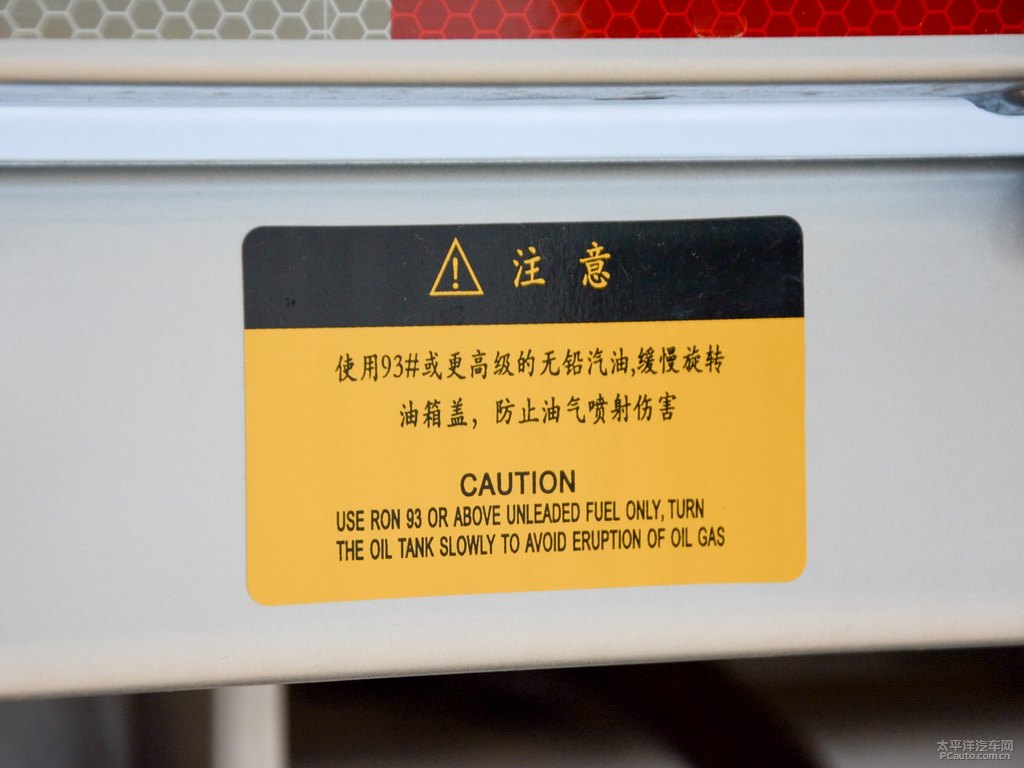 注意
使用93#或更高级的无铅汽油,缓慢旋转
油箱盖，防止油气喷射伤害
CAUTION
USE RON 93 OR ABOVE UNLEADED FUEL ONLY, TURN
THE OIL TANK SLOWLY TO AVOID ERUPTION OF OIL GAS
太平洋汽车网
PCauto.com.cn